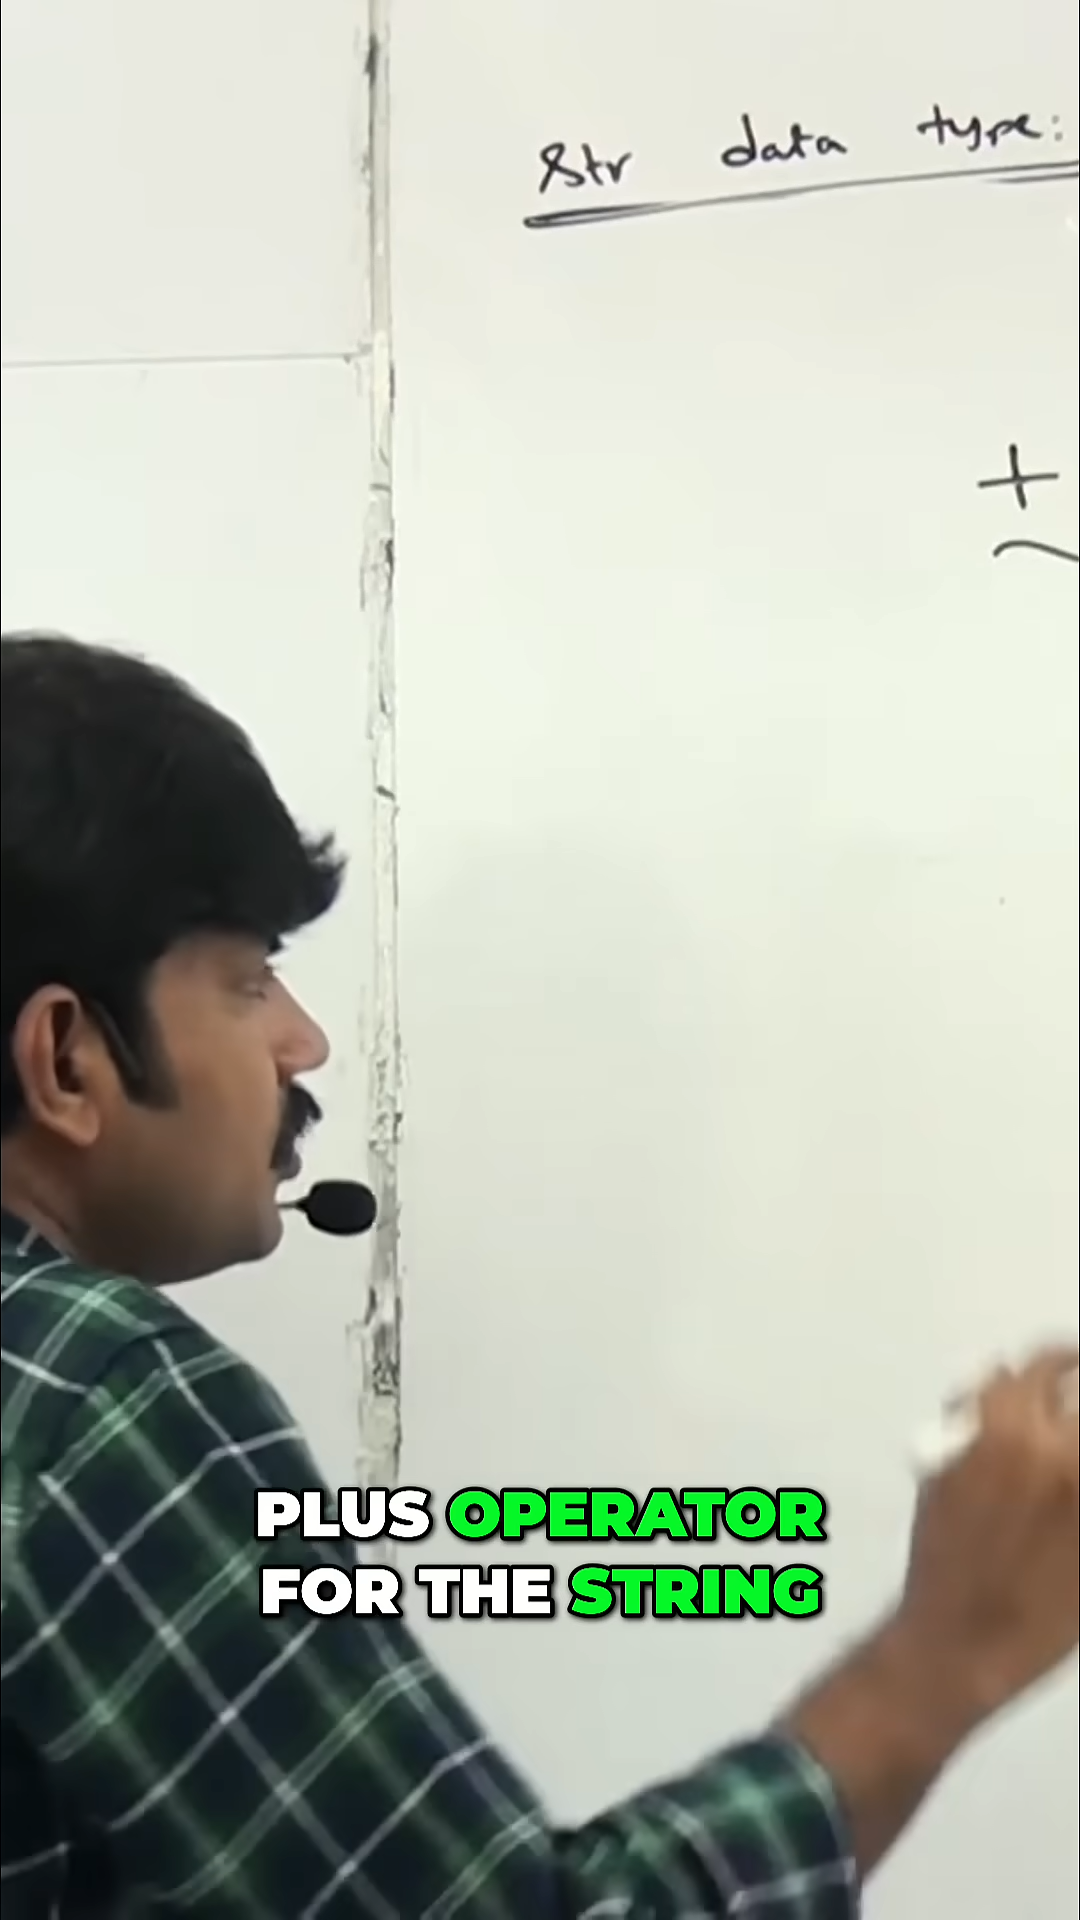 Str data type:
+
PLUS OPERATOR
FOR THE STRING